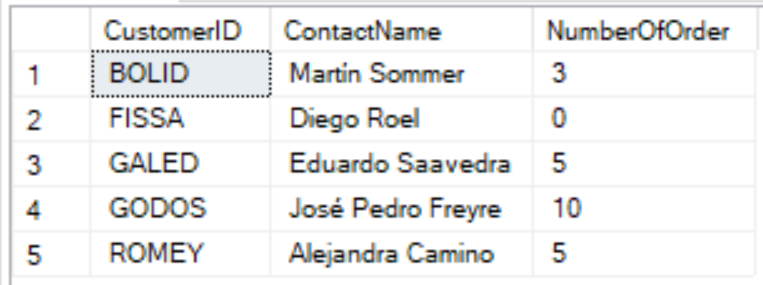 CustomerID ContactName NumberOfOrder
1 BOLID Martín Sommer 3
2 FISSA Diego Roel 0
3 GALED Eduardo Saavedra 5
4 GODOS José Pedro Freyre 10
5 ROMEY Alejandra Camino 5